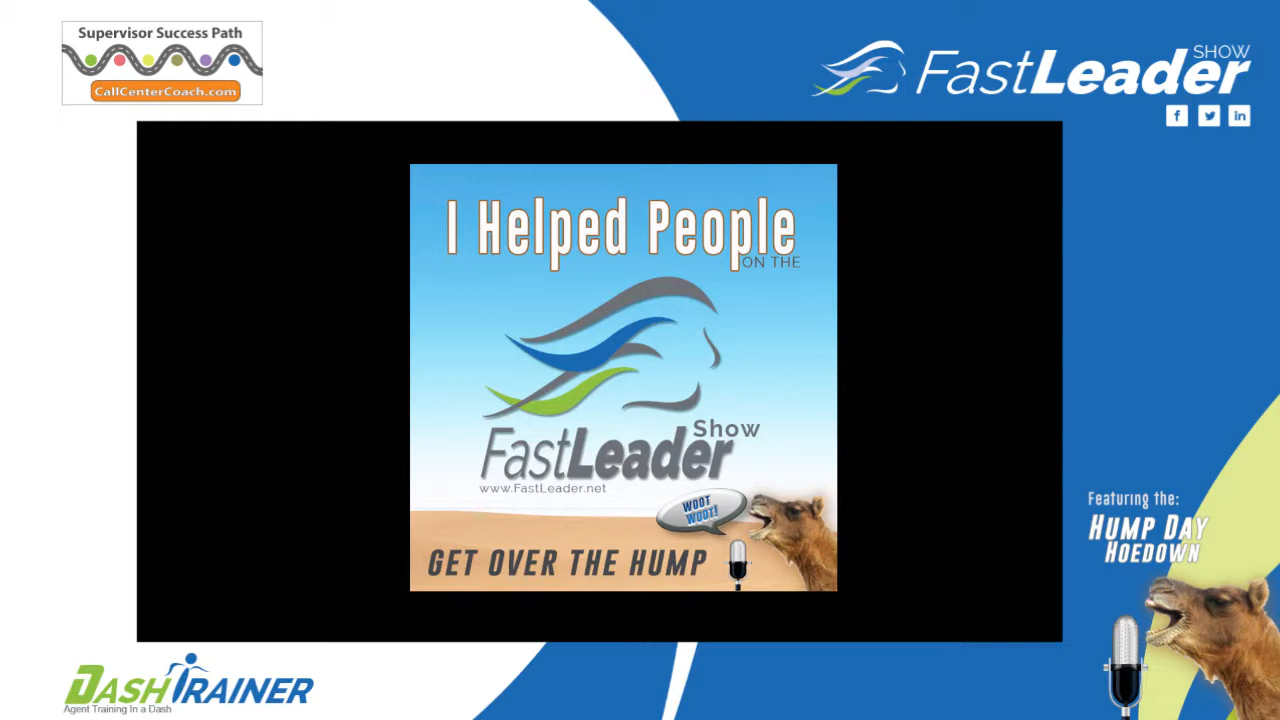 Supervisor Success Path
CallCenterCoach.com
FastLeader SHOW
f in
I Helped People
ON THE
FastLeader Show
www.FastLeader.net
WOOT
WOOT!
GET OVER THE HUMP
Featuring the:
HUMP DAY
HOEDOWN
DASHTRAINER
Agent Training In a Dash